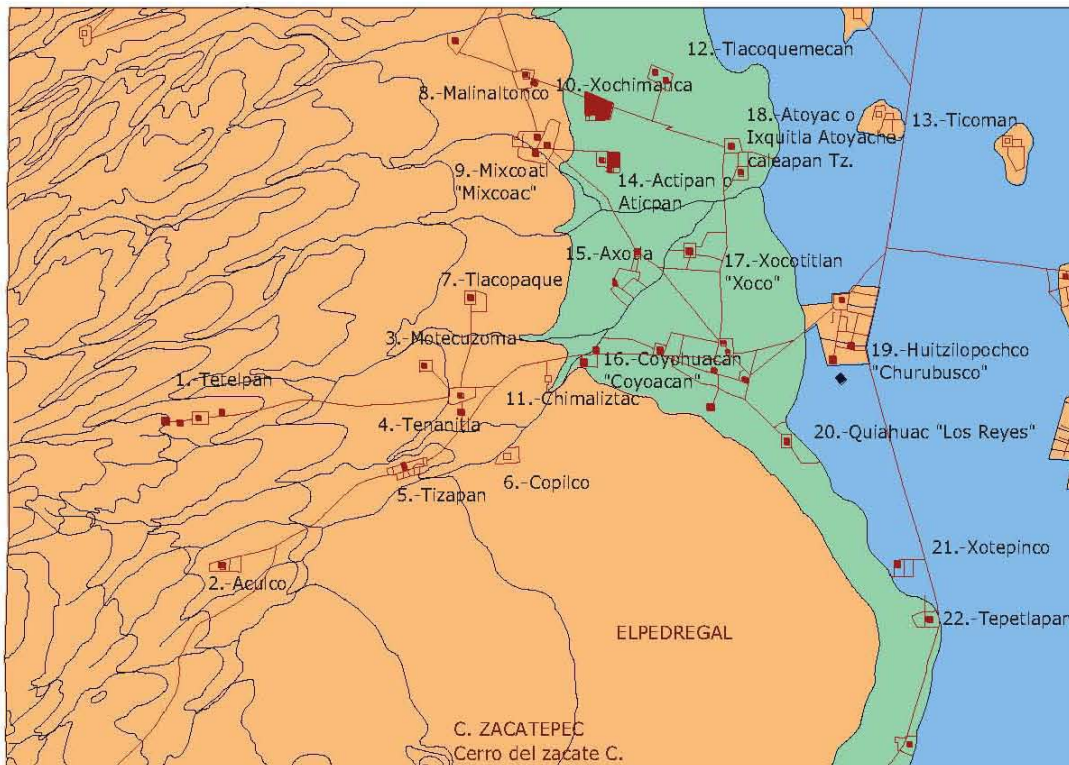 12.-Tlacoquemecan
8.-Malinaltonco
10.-Xochimatica
18.-Atoyac o
Ixquitla Atoyache
caleapan Tz.
13.-Ticoman
9.-Mixcoatl
"Mixcoac"
14.-Actipan o
Aticpan
15.-Axotla
17.-Xocotitlan
"Xoco"
7.-Tlacopaque
3.-Motecuzoma
16.-Coyohuacan
"Coyoacan"
19.-Huitzilopochco
"Churubusco"
1.-Tetelpan
11.-Chimaliztac
4.-Tenanitla
20.-Quiahuac "Los Reyes"
6.-Copilco
5.-Tizapan
21.-Xotepinco
2.-Aculco
22.-Tepetlapan
ELPEDREGAL
C. ZACATEPEC
Cerro del zacate C.